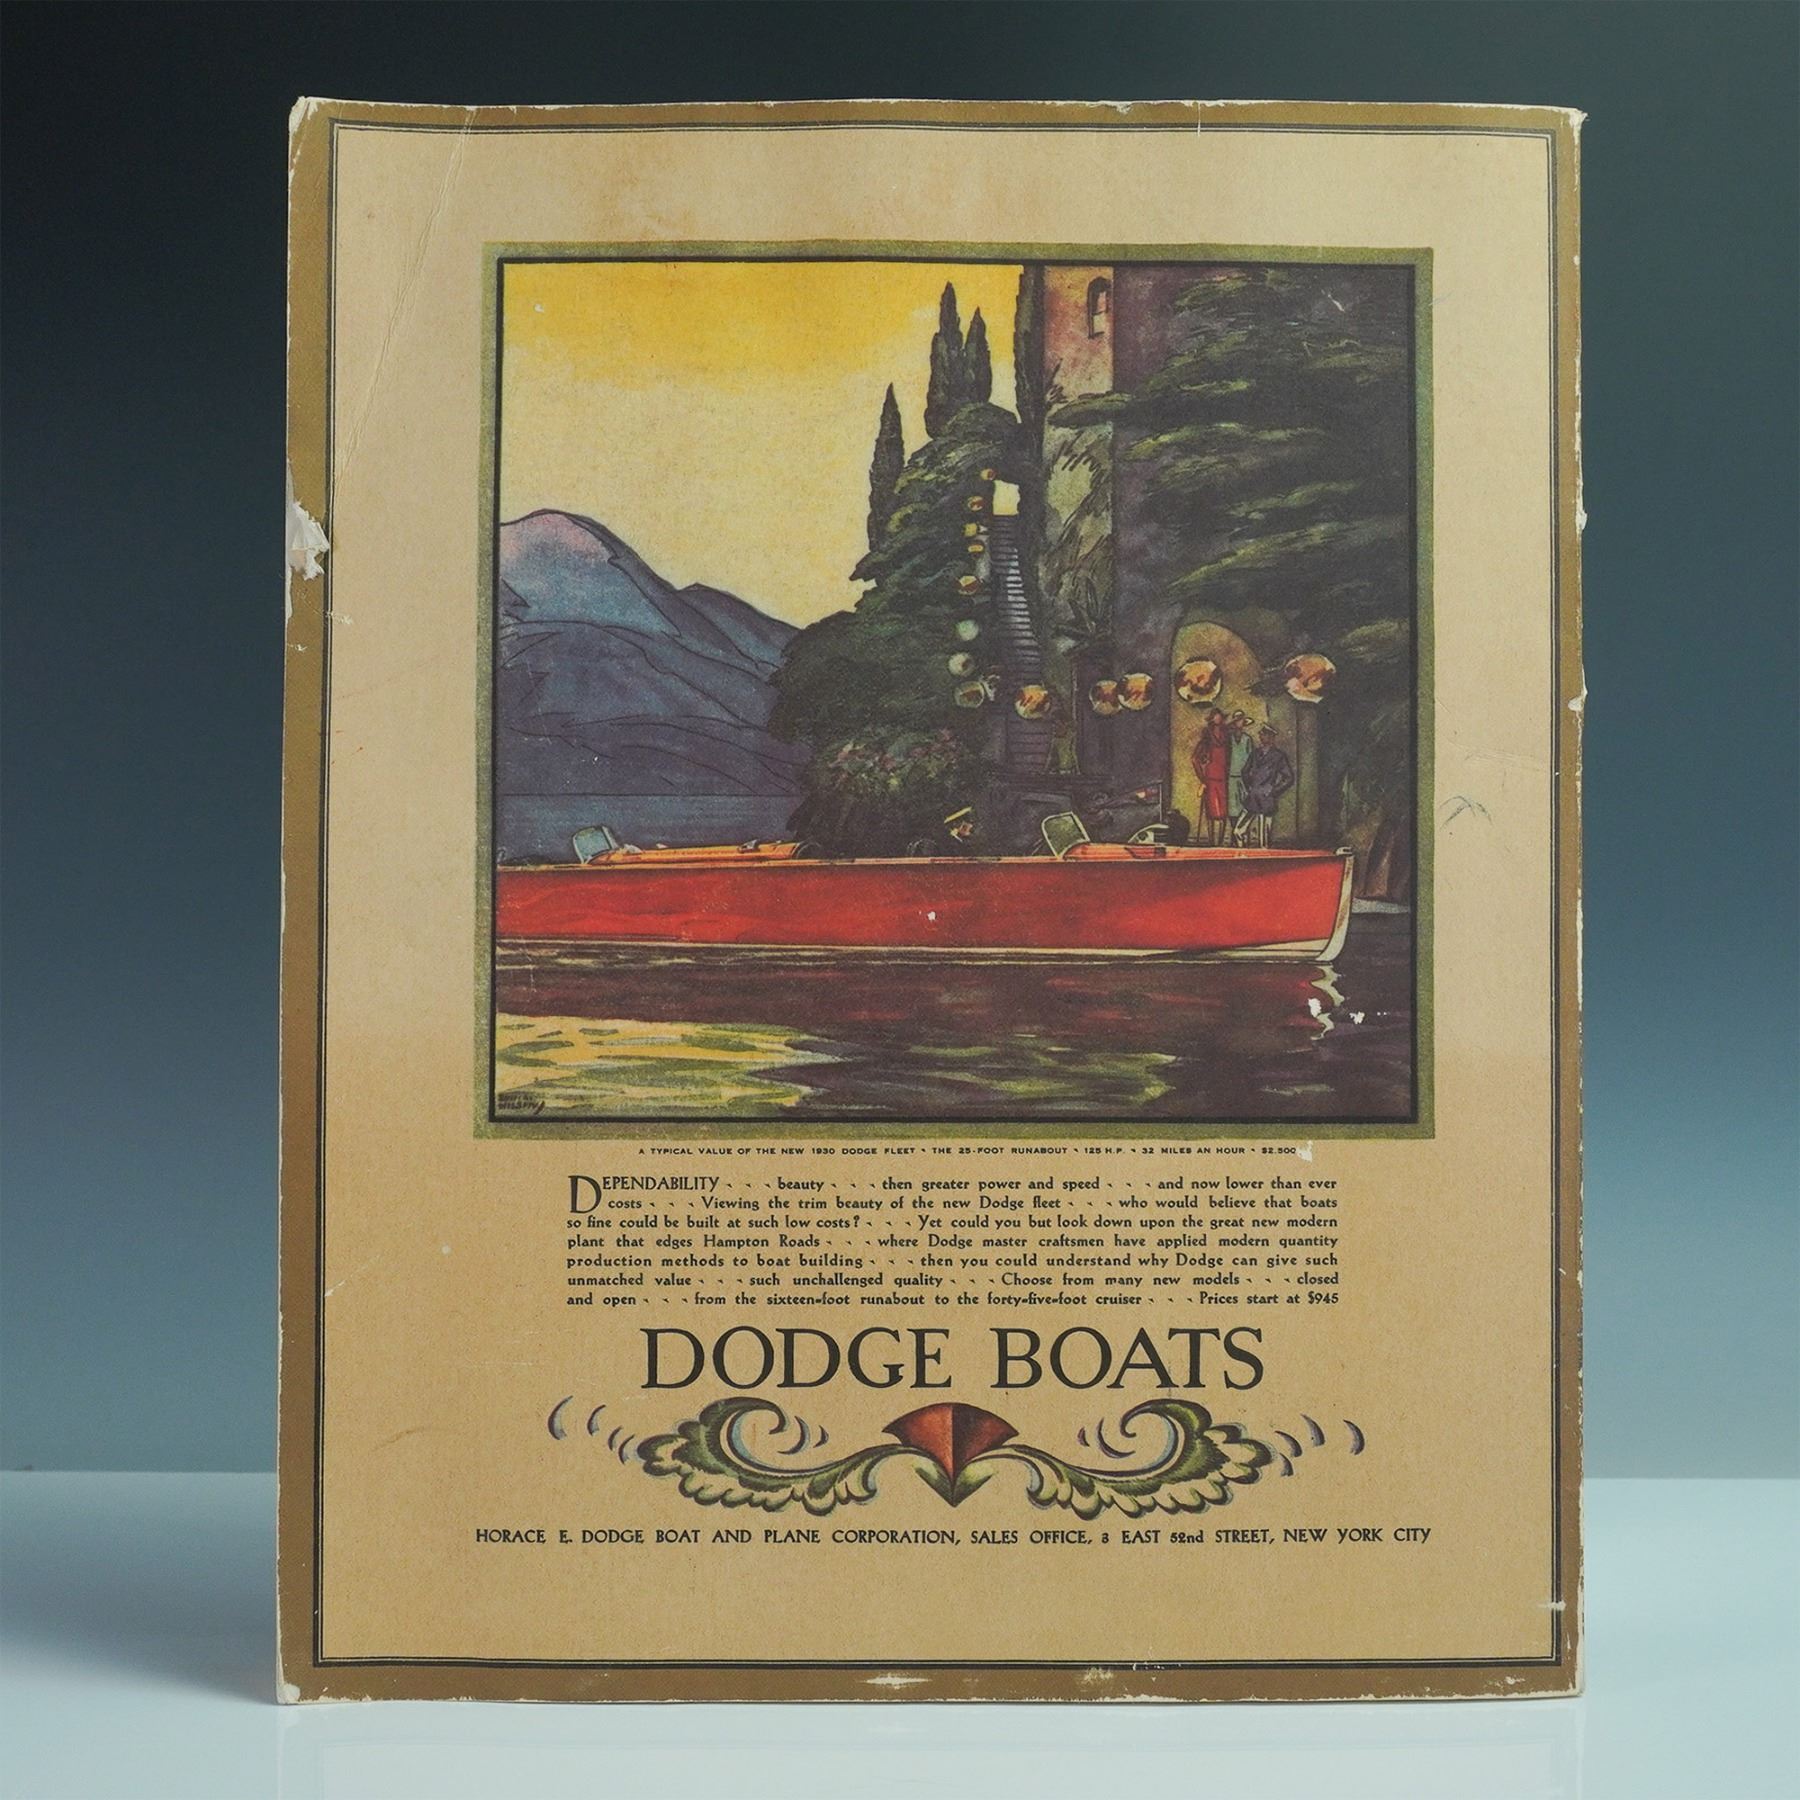 WILSON
A TYPICAL VALUE OF THE NEW 1930 DODGE FLEET - THE 25-FOOT RUNABOUT - 125 H.P. - 32 MILES AN HOUR - $2.500
DEPENDABILITY - - - beauty - - - then greater power and speed - - - and now lower than ever
costs - - - Viewing the trim beauty of the new Dodge fleet - - - who would believe that boats
so fine could be built at such low costs? - - - Yet could you but look down upon the great new modern
plant that edges Hampton Roads - - - where Dodge master craftsmen have applied modern quantity
production methods to boat building - - - then you could understand why Dodge can give such
unmatched value - - - such unchallenged quality - - - Choose from many new models - - - closed
and open - - - from the sixteen-foot runabout to the forty-five-foot cruiser - - - Prices start at $945
DODGE BOATS
HORACE E. DODGE BOAT AND PLANE CORPORATION, SALES OFFICE, 3 EAST 52nd STREET, NEW YORK CITY